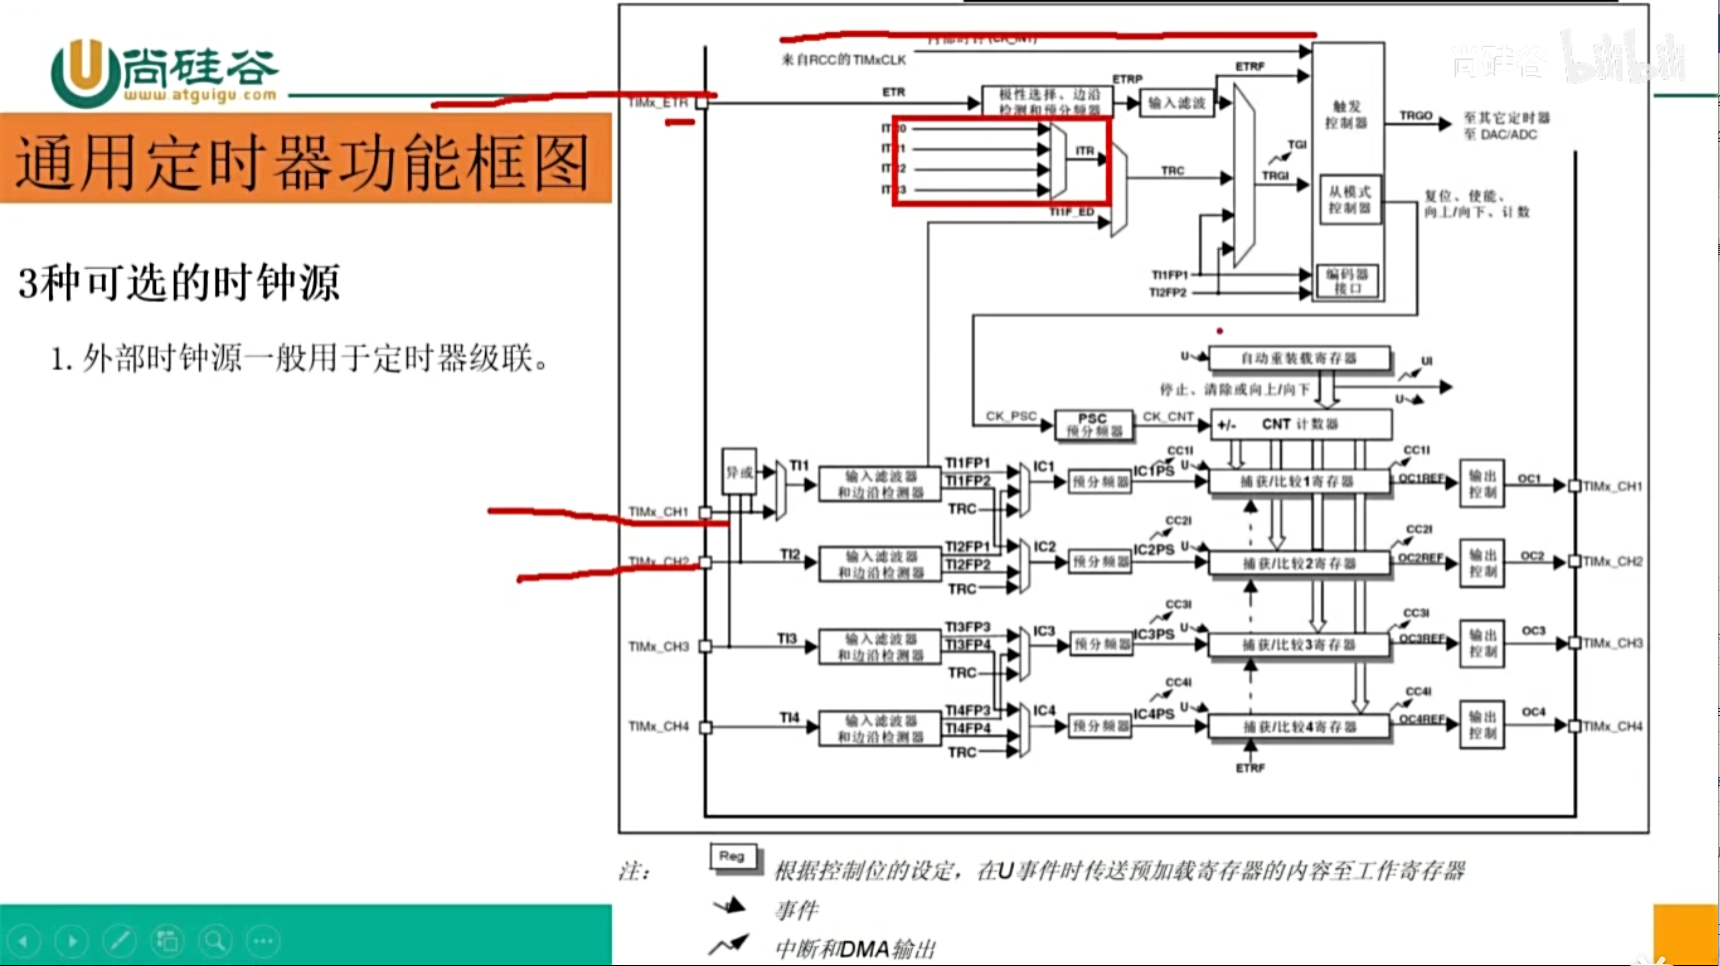 尚硅谷
www.atguigu.com
通用定时器功能框图
3种可选的时钟源
1. 外部时钟源一般用于定时器级联。
尚硅谷 bilibili
内部时钟(CK_INT)
来自RCC的TIMxCLK
TIMx_ETR
ETR
极性选择、边沿
检测和预分频器
ETRP
输入滤波
ETRF
触发
控制器
TRGO
至其它定时器
至 DAC/ADC
ITR
TRC
TI1F_ED
TGI
TRGI
从模式
控制器
复位、使能、
向上/向下、计数
TI1FP1
TI2FP2
编码器
接口
U
自动重装载寄存器
UI
停止、清除或向上/向下
U
CK_PSC
PSC
预分频器
CK_CNT
+/-
CNT 计数器
异或
TI1
输入滤波器
和边沿检测器
TI1FP1
TI1FP2
TRC
IC1
预分频器
CC1I
IC1PS
U
捕获/比较1寄存器
CC1I
OC1REF
输出
控制
OC1
TIMx_CH1
TIMx_CH1
TIMx_CH2
TI2
输入滤波器
和边沿检测器
TI2FP1
TI2FP2
TRC
IC2
预分频器
CC2I
IC2PS
U
捕获/比较2寄存器
CC2I
OC2REF
输出
控制
OC2
TIMx_CH2
TIMx_CH3
TI3
输入滤波器
和边沿检测器
TI3FP3
TI3FP4
TRC
IC3
预分频器
CC3I
IC3PS
U
捕获/比较3寄存器
CC3I
OC3REF
输出
控制
OC3
TIMx_CH3
TIMx_CH4
TI4
输入滤波器
和边沿检测器
TI4FP3
TI4FP4
TRC
IC4
预分频器
CC4I
IC4PS
U
捕获/比较4寄存器
CC4I
OC4REF
输出
控制
OC4
TIMx_CH4
ETRF
注：
Reg
根据控制位的设定，在U事件时传送预加载寄存器的内容至工作寄存器
事件
中断和DMA输出